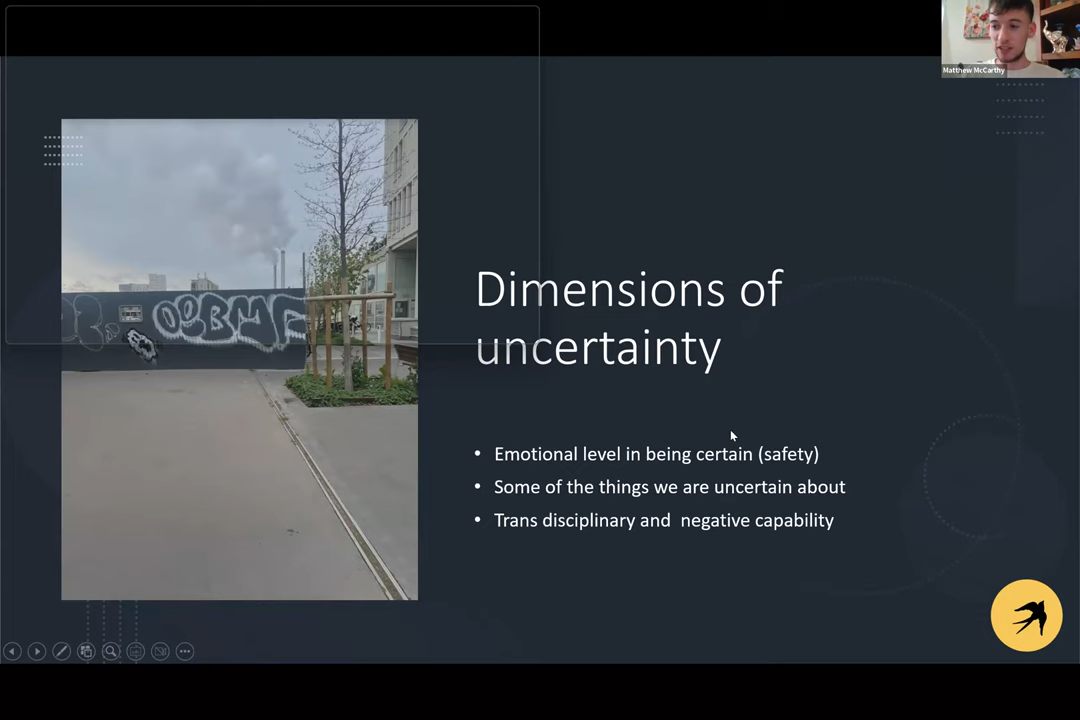 Matthew McCarthy
Dimensions of
uncertainty
• Emotional level in being certain (safety)
• Some of the things we are uncertain about
• Trans disciplinary and  negative capability